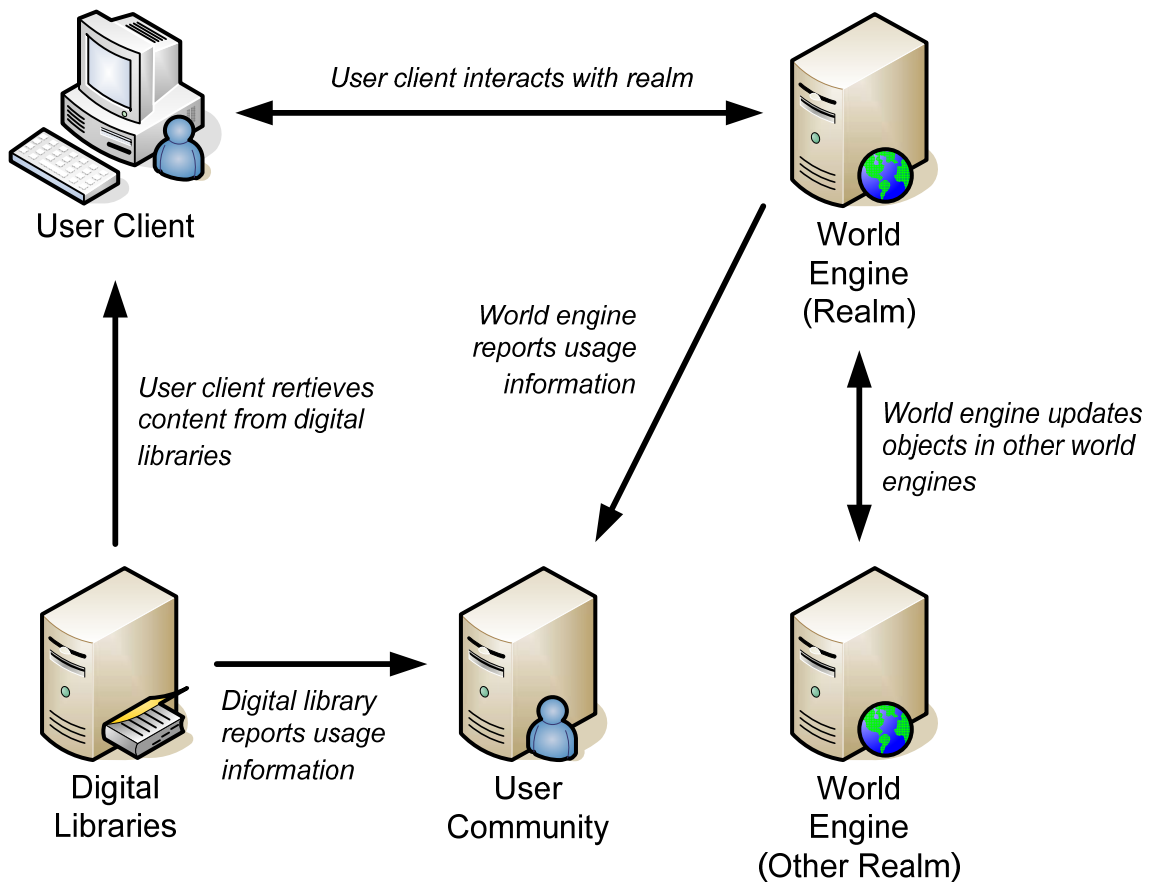 User client interacts with realm
User Client
World
Engine
(Realm)
World engine
reports usage
information
User client rertieves
content from digital
libraries
World engine updates
objects in other world
engines
Digital library
reports usage
information
Digital
Libraries
User
Community
World
Engine
(Other Realm)